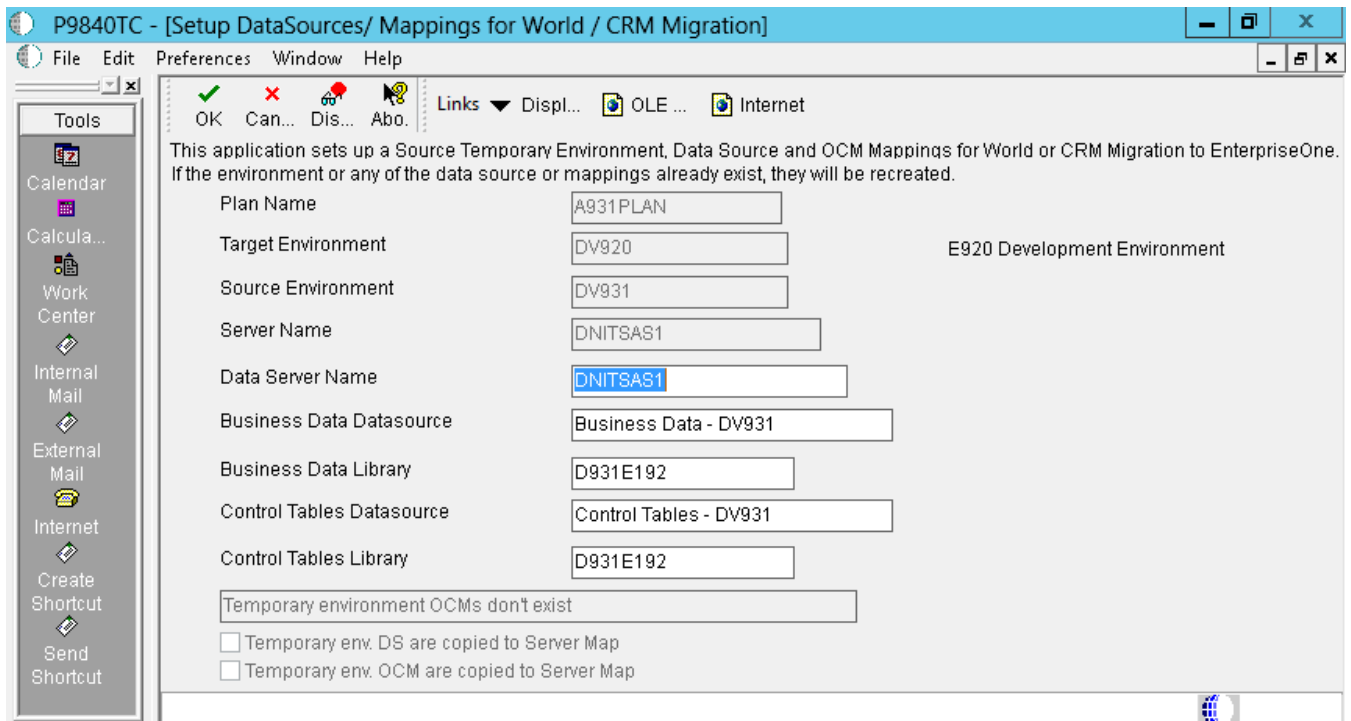 P9840TC - [Setup DataSources/ Mappings for World / CRM Migration]
File Edit Preferences Window Help
OK Can... Dis... Abo. Links Displ... OLE ... Internet
Tools
Calendar
Calcula...
Work
Center
Internal
Mail
External
Mail
Internet
Create
Shortcut
Send
Shortcut
This application sets up a Source Temporary Environment, Data Source and OCM Mappings for World or CRM Migration to EnterpriseOne.
If the environment or any of the data source or mappings already exist, they will be recreated.
Plan Name A931PLAN
Target Environment DV920 E920 Development Environment
Source Environment DV931
Server Name DNITSAS1
Data Server Name DNITSAS1
Business Data Datasource Business Data - DV931
Business Data Library D931E192
Control Tables Datasource Control Tables - DV931
Control Tables Library D931E192
Temporary environment OCMs don't exist
Temporary env. DS are copied to Server Map
Temporary env. OCM are copied to Server Map